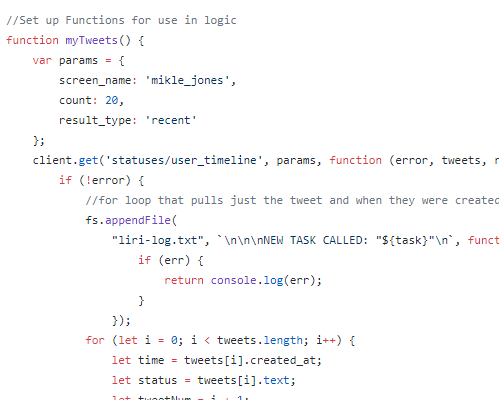 //Set up Functions for use in logic
function myTweets() {
    var params = {
        screen_name: 'mikle_jones',
        count: 20,
        result_type: 'recent'
    };
    client.get('statuses/user_timeline', params, function (error, tweets,
        if (!error) {
            //for loop that pulls just the tweet and when they were created
            fs.appendFile(
                "liri-log.txt", `\n\n\nNEW TASK CALLED: "${task}"\n`, funct
                    if (err) {
                        return console.log(err);
                    }
                });
            for (let i = 0; i < tweets.length; i++) {
                let time = tweets[i].created_at;
                let status = tweets[i].text;
                let tweetNum = i + 1;